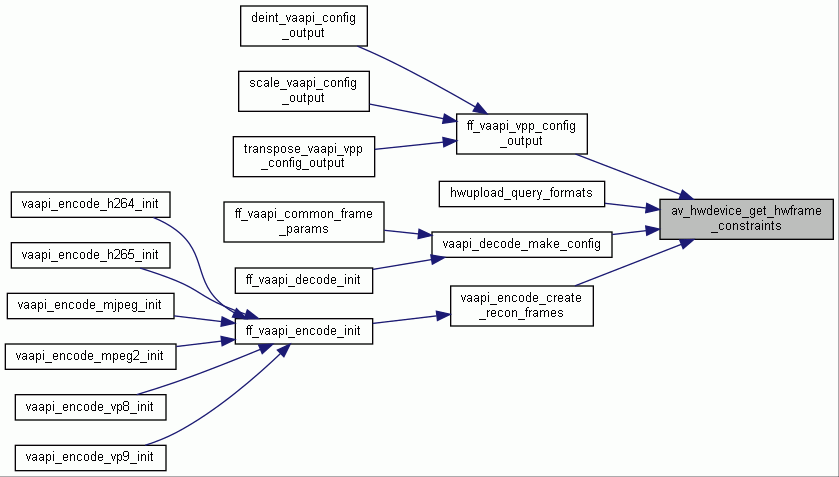 deint_vaapi_config
_output
scale_vaapi_config
_output
ff_vaapi_vpp_config
_output
transpose_vaapi_vpp
_config_output
hwupload_query_formats
vaapi_encode_h264_init
ff_vaapi_common_frame
_params
av_hwdevice_get_hwframe
_constraints
vaapi_decode_make_config
vaapi_encode_h265_init
ff_vaapi_decode_init
vaapi_encode_mjpeg_init
vaapi_encode_create
_recon_frames
ff_vaapi_encode_init
vaapi_encode_mpeg2_init
vaapi_encode_vp8_init
vaapi_encode_vp9_init